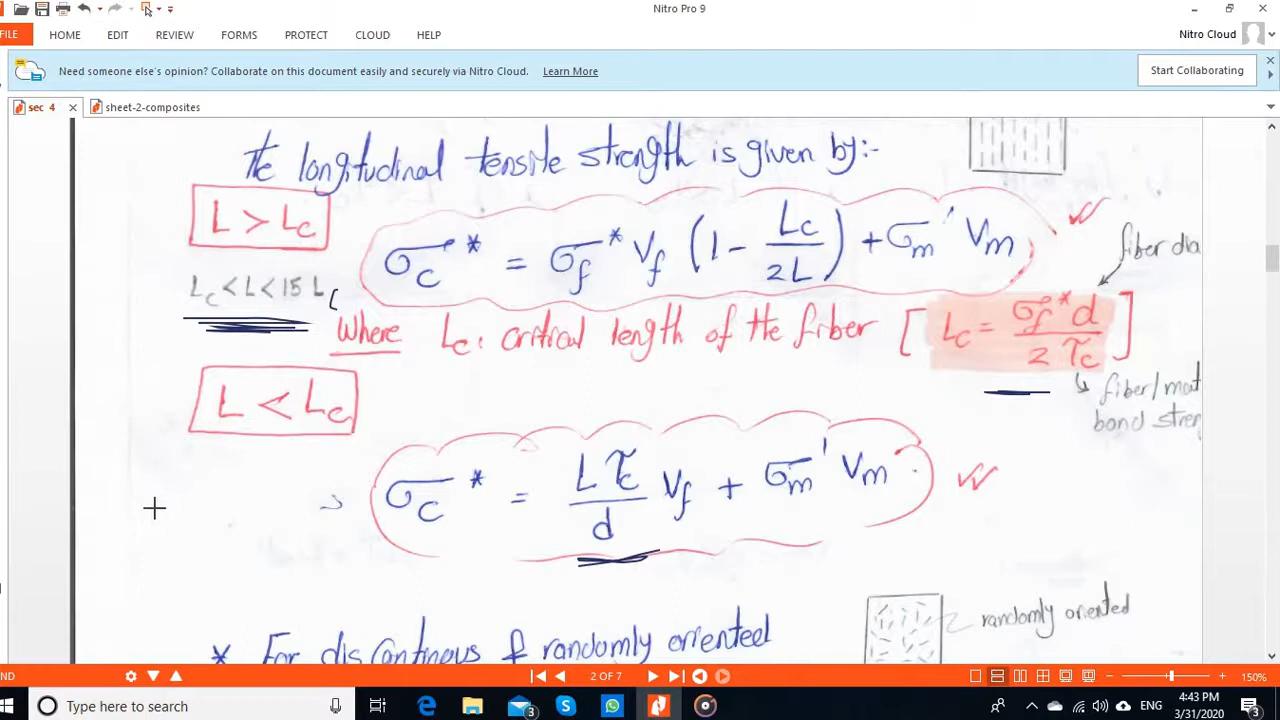 Nitro Pro 9
FILE HOME EDIT REVIEW FORMS PROTECT CLOUD HELP Nitro Cloud
Need someone else's opinion? Collaborate on this document easily and securely via Nitro Cloud. Learn More Start Collaborating
sec 4 sheet-2-composites
The longitudinal tensile strength is given by:-
L > Lc
σc* = σf* Vf (1 - Lc/2L) + σm' Vm
fiber dia
Lc < L < 15 Lc
Where Lc: critical length of the fiber [Lc = σf* d / 2 τc]
L < Lc
fiber/mat
bond stren
σc* = L τc / d Vf + σm' Vm
randomly oriented
* For discontinous & randomly oriented
ND 2 OF 7 150%
Type here to search 3 ENG 4:43 PM
3/31/2020 3